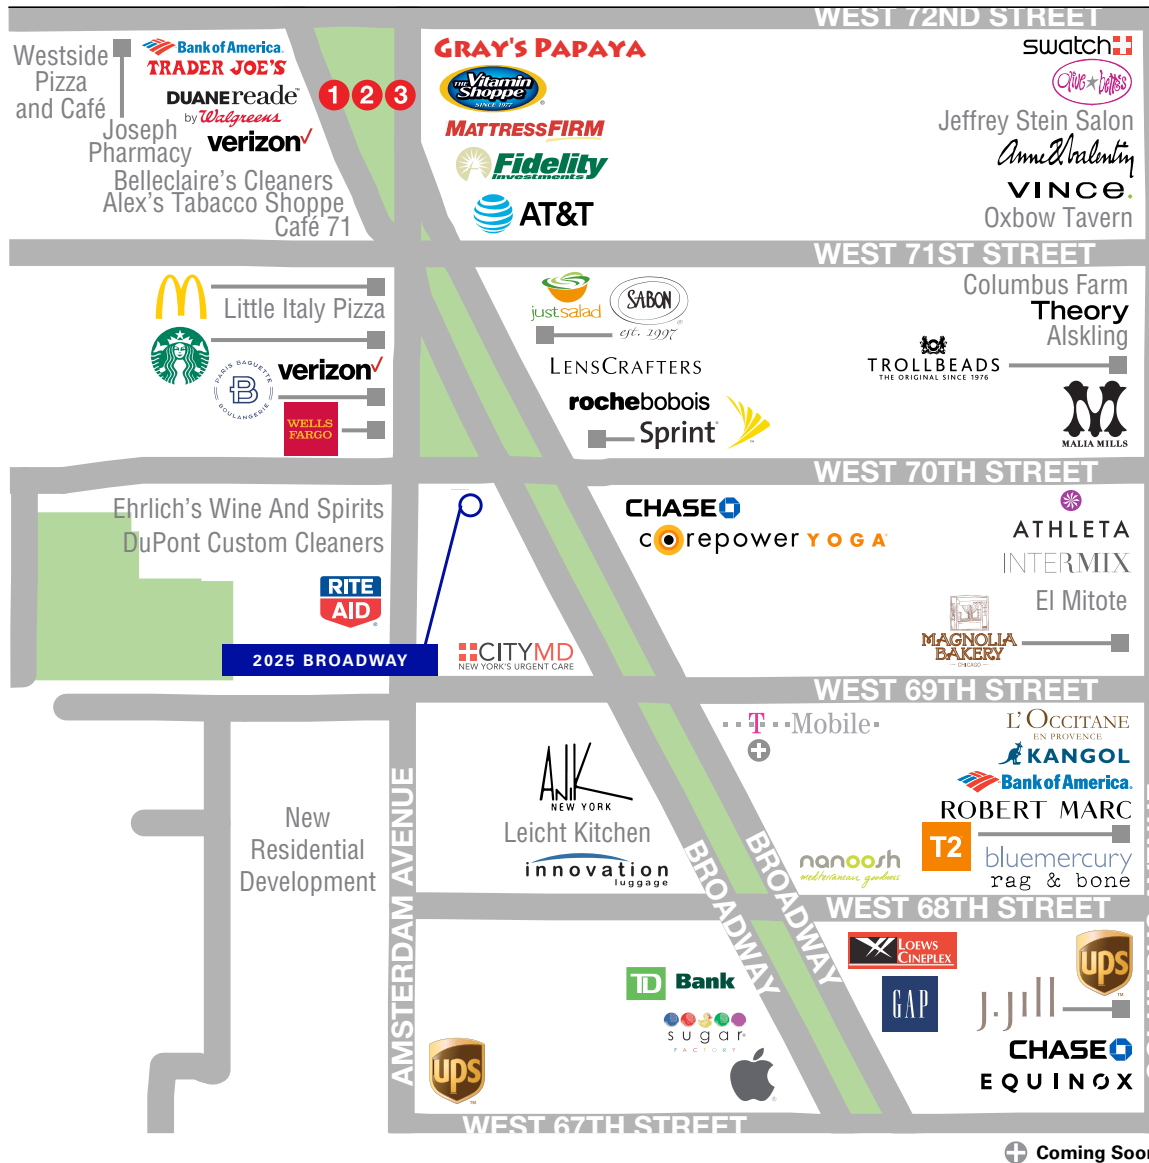 WEST 72ND STREET
Westside
Pizza
and Café
Bank of America.
TRADER JOE'S
DUANEreade
by Walgreens
Joseph
Pharmacy
verizon
Belleclaire's Cleaners
Alex's Tabacco Shoppe
Café 71
1 2 3
GRAY'S PAPAYA
THE Vitamin
Shoppe
SINCE 1977
MATTRESSFIRM
Fidelity
Investments
AT&T
swatch
Olive & bette's
Jeffrey Stein Salon
Anne & Valentin
VINCE.
Oxbow Tavern
WEST 71ST STREET
Little Italy Pizza
PARIS BAGUETTE
B
BOULANGERIE
verizon
WELLS
FARGO
justsalad
SABON
est. 1997
LENSCRAFTERS
rochebobois
Sprint
Columbus Farm
Theory
Alskling
TROLLBEADS
THE ORIGINAL SINCE 1976
MALIA MILLS
WEST 70TH STREET
Ehrlich's Wine And Spirits
DuPont Custom Cleaners
RITE
AID
2025 BROADWAY
CITYMD
NEW YORK'S URGENT CARE
CHASE
corepower YOGA
ATHLETA
INTERMIX
El Mitote
MAGNOLIA
BAKERY
CHICAGO
WEST 69TH STREET
New
Residential
Development
AMSTERDAM AVENUE
ANIK
NEW YORK
Leicht Kitchen
innovation
luggage
BROADWAY
BROADWAY
T Mobile
L'OCCITANE
EN PROVENCE
KANGOL
Bank of America.
ROBERT MARC
T2
nanoosh
mediterranean goodness
bluemercury
rag & bone
WEST 68TH STREET
TD Bank
sugar
FACTORY
ups
LOEWS
CINEPLEX
GAP
J.Jill
ups
CHASE
EQUINOX
WEST 67TH STREET
Coming Soon